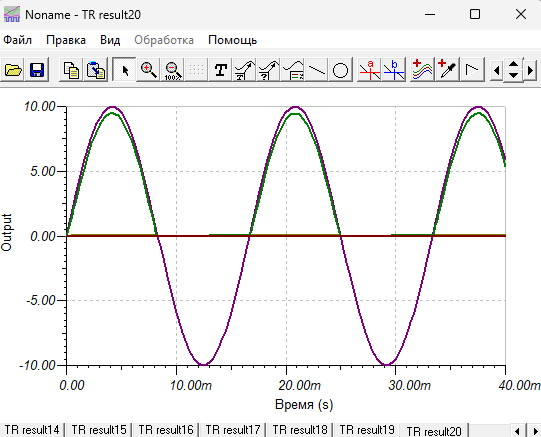 Noname - TR result20
Файл Правка Вид Обработка Помощь
100%
T
a
b
10.00
5.00
0.00
-5.00
-10.00
Output
0.00 10.00m 20.00m 30.00m 40.00m
Время (s)
TR result14 TR result15 TR result16 TR result17 TR result18 TR result19 TR result20